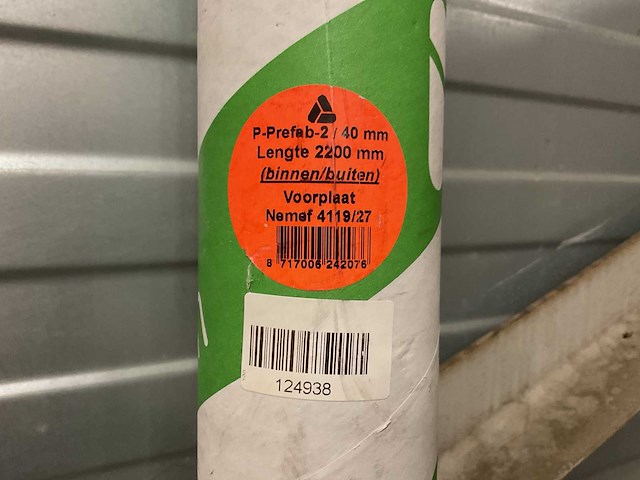 P-Prefab-2 / 40 mm
Lengte 2200 mm
(binnen/buiten)
Voorplaat
Nemef 4119/27
8 717006 242076
124938